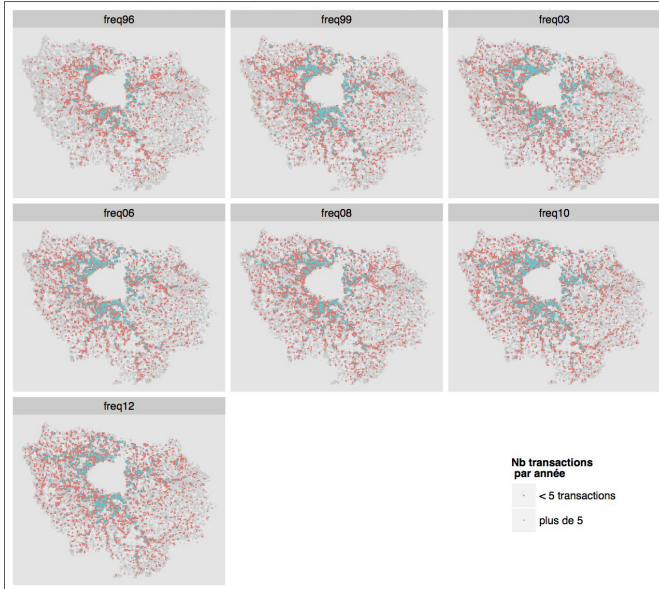 freq96
freq99
freq03
freq06
freq08
freq10
freq12
Nb transactions
par année
< 5 transactions
plus de 5